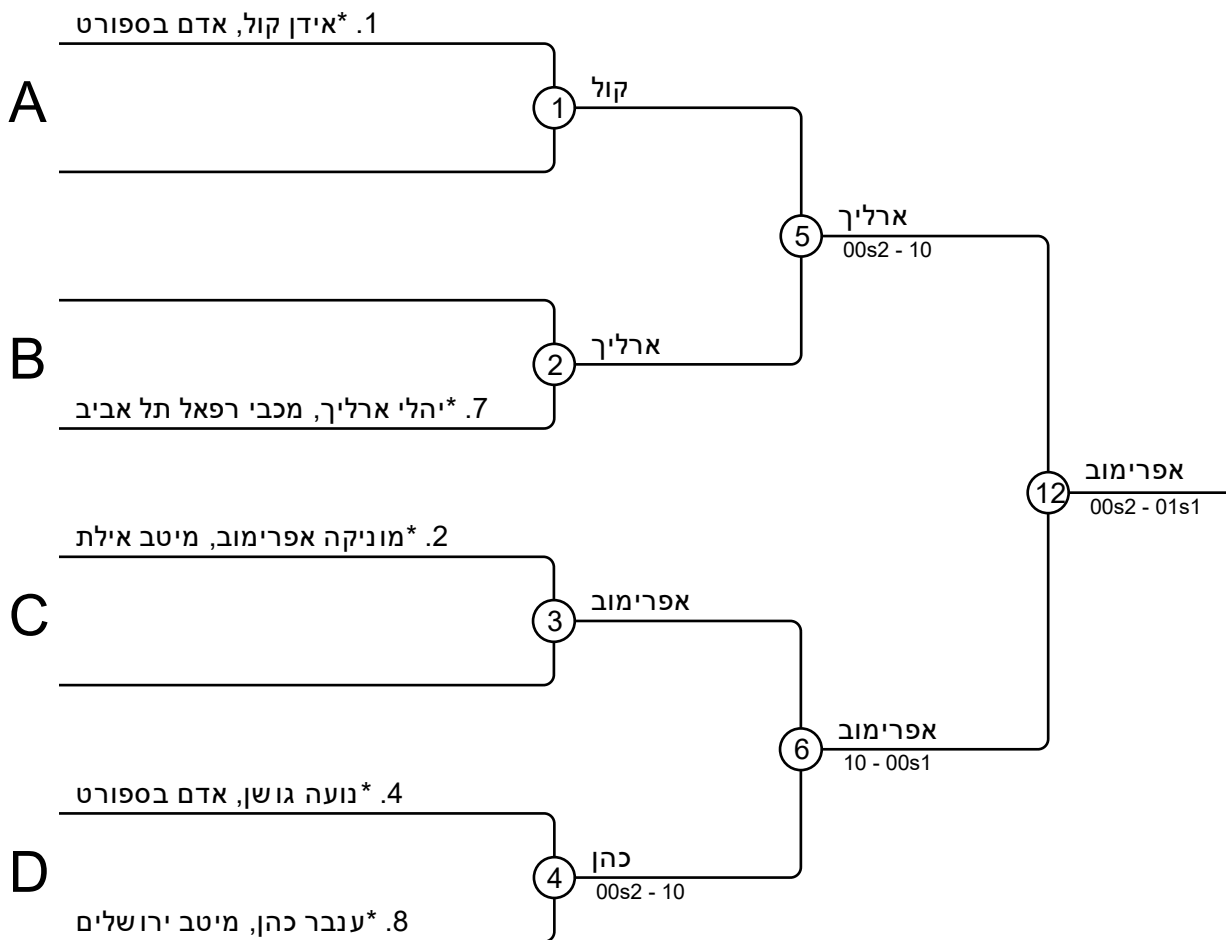 1. *אידן קול, אדם בספורט
A
1
קול
5
ארליך
00s2 - 10
B
2
ארליך
7. *יהלי ארליך, מכבי רפאל תל אביב
12
אפרימוב
00s2 - 01s1
2. *מוניקה אפרימוב, מיטב אילת
C
3
אפרימוב
6
אפרימוב
10 - 00s1
4. *נועה גושן, אדם בספורט
D
4
כהן
00s2 - 10
8. *ענבר כהן, מיטב ירושלים